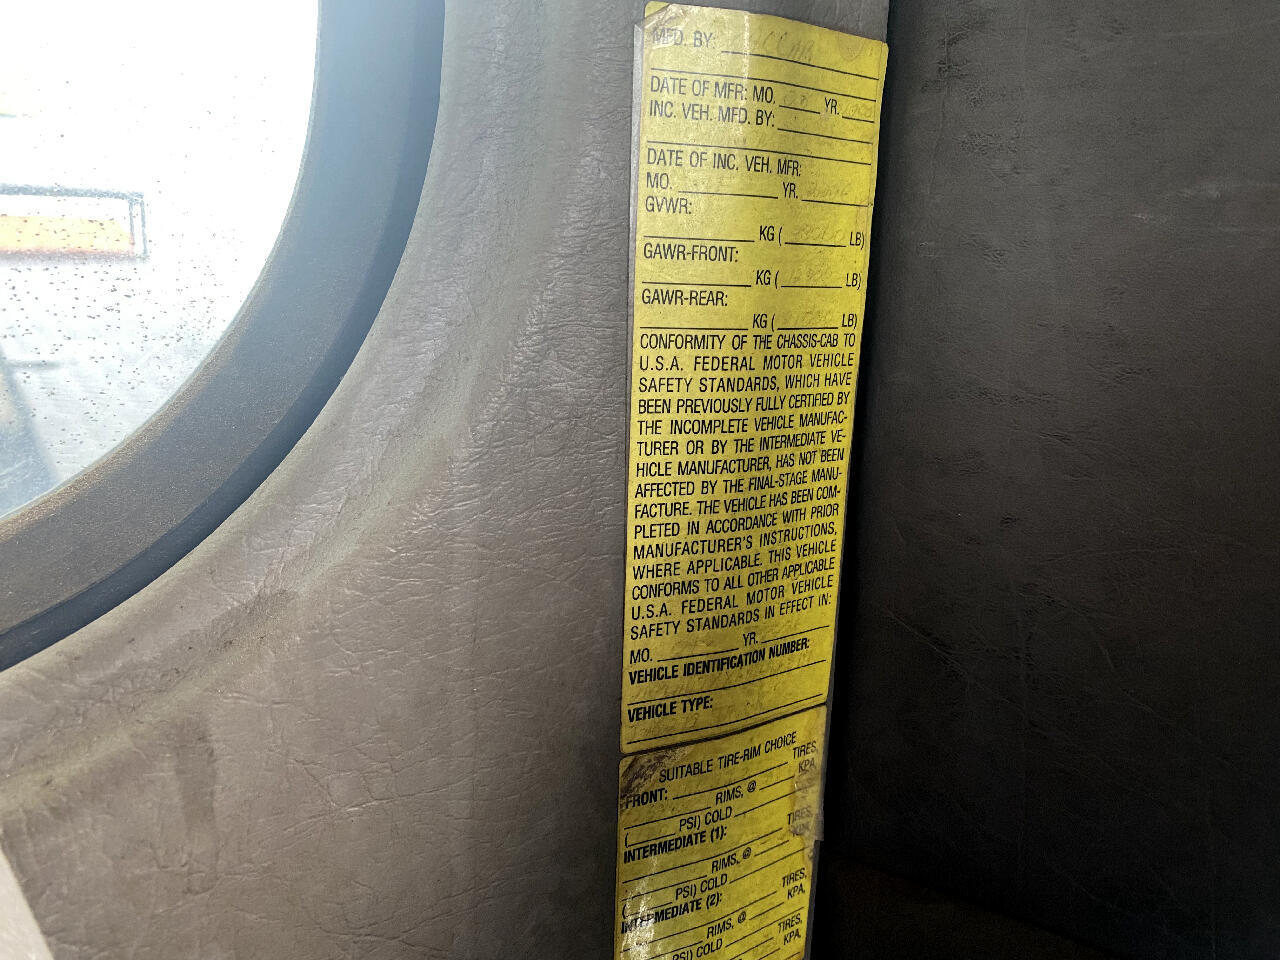 MFD. BY:
DATE OF MFR: MO. YR.
INC. VEH. MFD. BY:
DATE OF INC. VEH. MFR:
MO. YR.
GVWR:
KG ( LB)
GAWR-FRONT:
KG ( LB)
GAWR-REAR:
KG ( LB)
CONFORMITY OF THE CHASSIS-CAB TO
U.S.A. FEDERAL MOTOR VEHICLE
SAFETY STANDARDS, WHICH HAVE
BEEN PREVIOUSLY FULLY CERTIFIED BY
THE INCOMPLETE VEHICLE MANUFAC-
TURER OR BY THE INTERMEDIATE VE-
HICLE MANUFACTURER, HAS NOT BEEN
AFFECTED BY THE FINAL-STAGE MANU-
FACTURE. THE VEHICLE HAS BEEN COM-
PLETED IN ACCORDANCE WITH PRIOR
MANUFACTURER'S INSTRUCTIONS,
WHERE APPLICABLE. THIS VEHICLE
CONFORMS TO ALL OTHER APPLICABLE
U.S.A. FEDERAL MOTOR VEHICLE
SAFETY STANDARDS IN EFFECT IN:
MO. YR.
VEHICLE IDENTIFICATION NUMBER:
VEHICLE TYPE:
SUITABLE TIRE-RIM CHOICE
FRONT: TIRES,
RIMS, @ KPA,
( PSI) COLD
INTERMEDIATE (1): TIRES,
RIMS, @ KPA,
( PSI) COLD
INTERMEDIATE (2): TIRES,
RIMS, @ KPA,
PSI) COLD TIRES,
KPA,